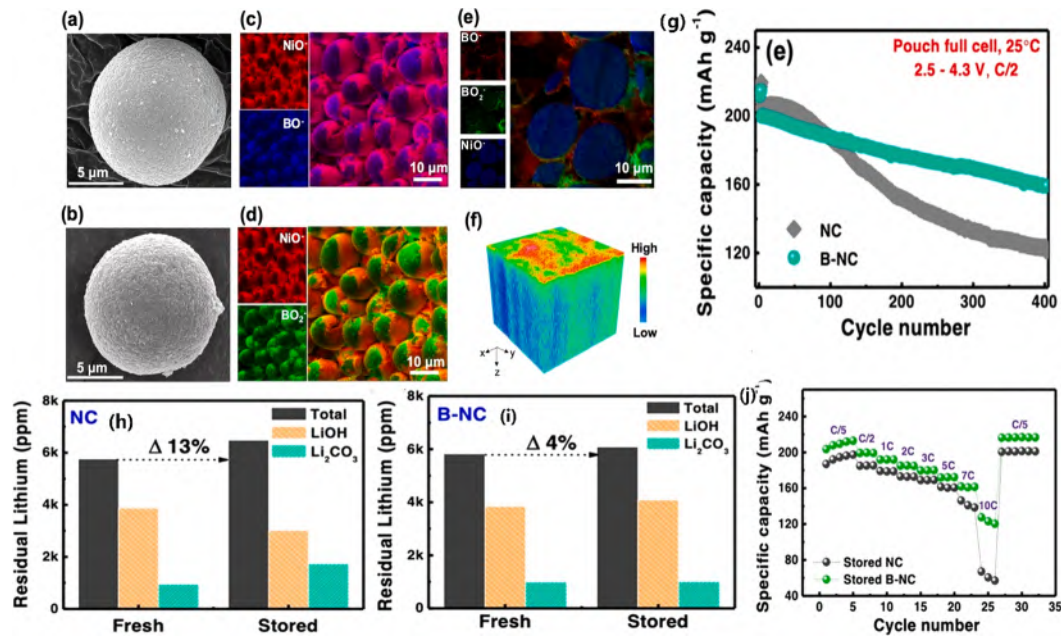 (a)
5 μm
(b)
5 μm
(c)
NiO⁻
BO⁻
10 μm
(d)
NiO⁻
BO₂⁻
10 μm
(e)
BO⁻
BO₂⁻
NiO⁻
10 μm
(f)
High
Low
x
y
z
(g)
Specific capacity (mAh g⁻¹)
240
200
160
120
(e)
Pouch full cell, 25°C
2.5 - 4.3 V, C/2
NC
B-NC
0
100
200
300
400
Cycle number
NC (h)
Residual Lithium (ppm)
8k
6k
4k
2k
0
Total
LiOH
Li₂CO₃
Δ 13%
Fresh
Stored
B-NC (i)
Residual Lithium (ppm)
8k
6k
4k
2k
0
Total
LiOH
Li₂CO₃
Δ 4%
Fresh
Stored
(j)
Specific capacity (mAh g⁻¹)
240
200
160
120
80
40
C/5
C/2
1C
2C
3C
5C
7C
10C
C/5
Stored NC
Stored B-NC
0
5
10
15
20
25
30
35
Cycle number